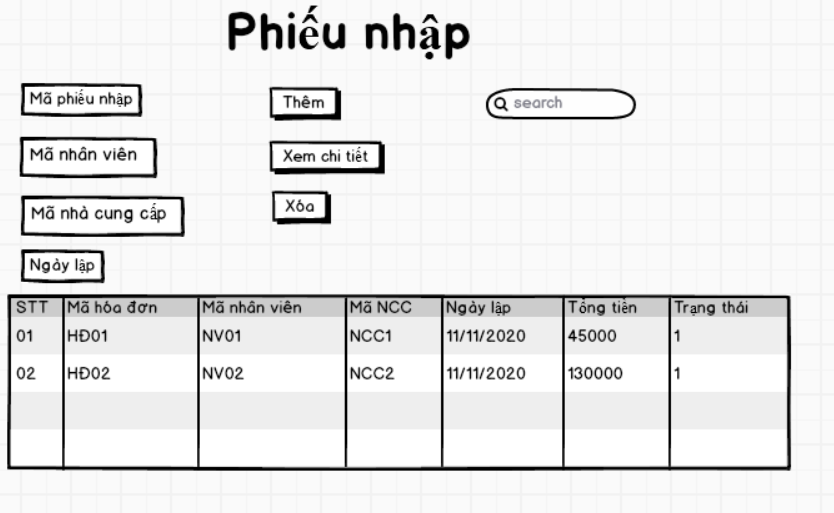 Phiếu nhập
Mã phiếu nhập
Thêm
search
Mã nhân viên
Xem chi tiết
Mã nhà cung cấp
Xóa
Ngày lập
STT Mã hóa đơn Mã nhân viên Mã NCC Ngày lập Tổng tiền Trạng thái
01 HĐ01 NV01 NCC1 11/11/2020 45000 1
02 HĐ02 NV02 NCC2 11/11/2020 130000 1